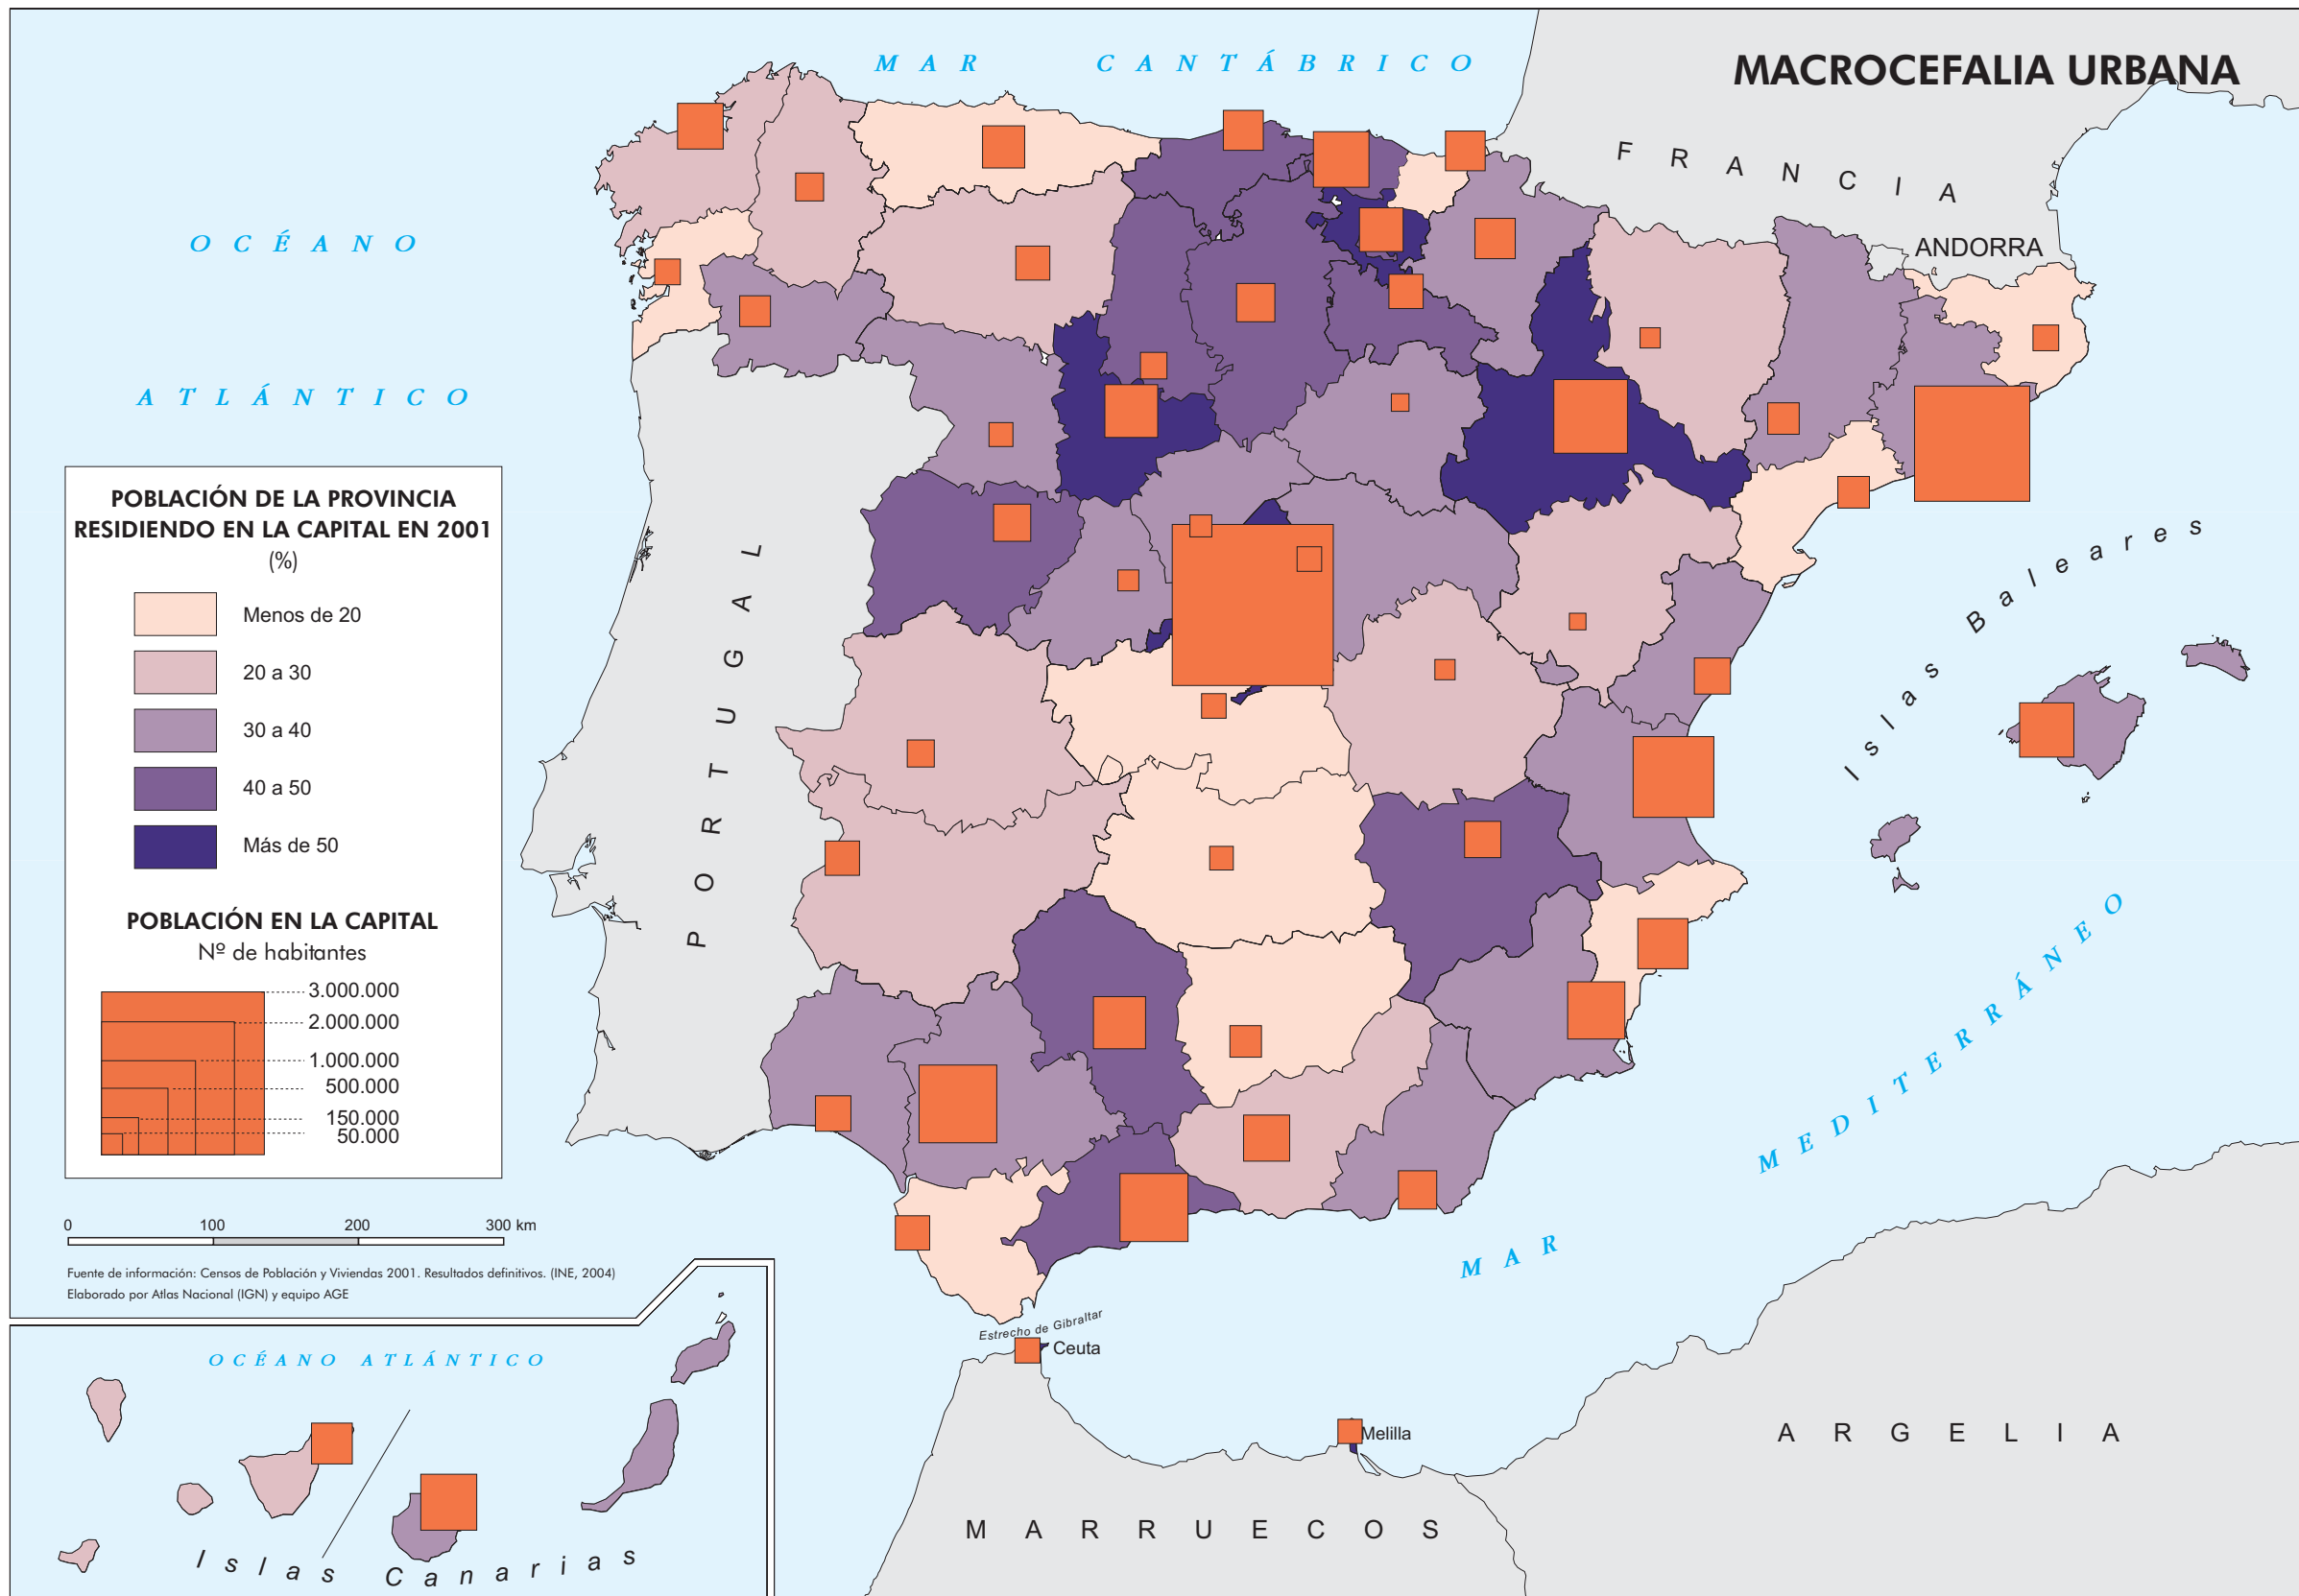 MACROCEFALIA URBANA
MAR CANTÁBRICO
FRANCIA
ANDORRA
OCÉANO
ATLÁNTICO
PORTUGAL
Islas Baleares
MAR
MEDITERRÁNEO
POBLACIÓN DE LA PROVINCIA
RESIDIENDO EN LA CAPITAL EN 2001
(%)
Menos de 20
20 a 30
30 a 40
40 a 50
Más de 50
POBLACIÓN EN LA CAPITAL
Nº de habitantes
3.000.000
2.000.000
1.000.000
500.000
150.000
50.000
0 100 200 300 km
Fuente de información: Censos de Población y Viviendas 2001. Resultados definitivos. (INE, 2004)
Elaborado por Atlas Nacional (IGN) y equipo AGE
Estrecho de Gibraltar
Ceuta
Melilla
MARRUECOS
ARGELIA
OCÉANO ATLÁNTICO
Islas Canarias